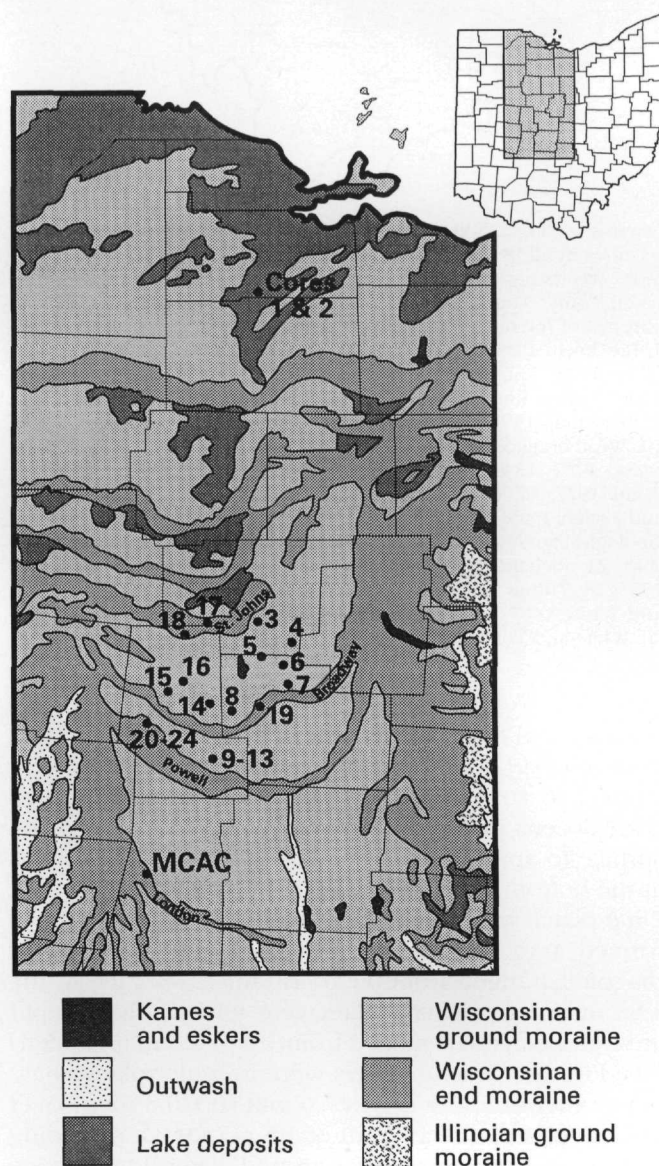 Cores
1 & 2
17
St. Johns
3
18
4
5
6
16
15
7
Broadway
14
8
19
20-24
9-13
Powell
MCAC
London
Kames
and eskers
Outwash
Lake deposits
Wisconsinan
ground moraine
Wisconsinan
end moraine
Illinoian ground
moraine